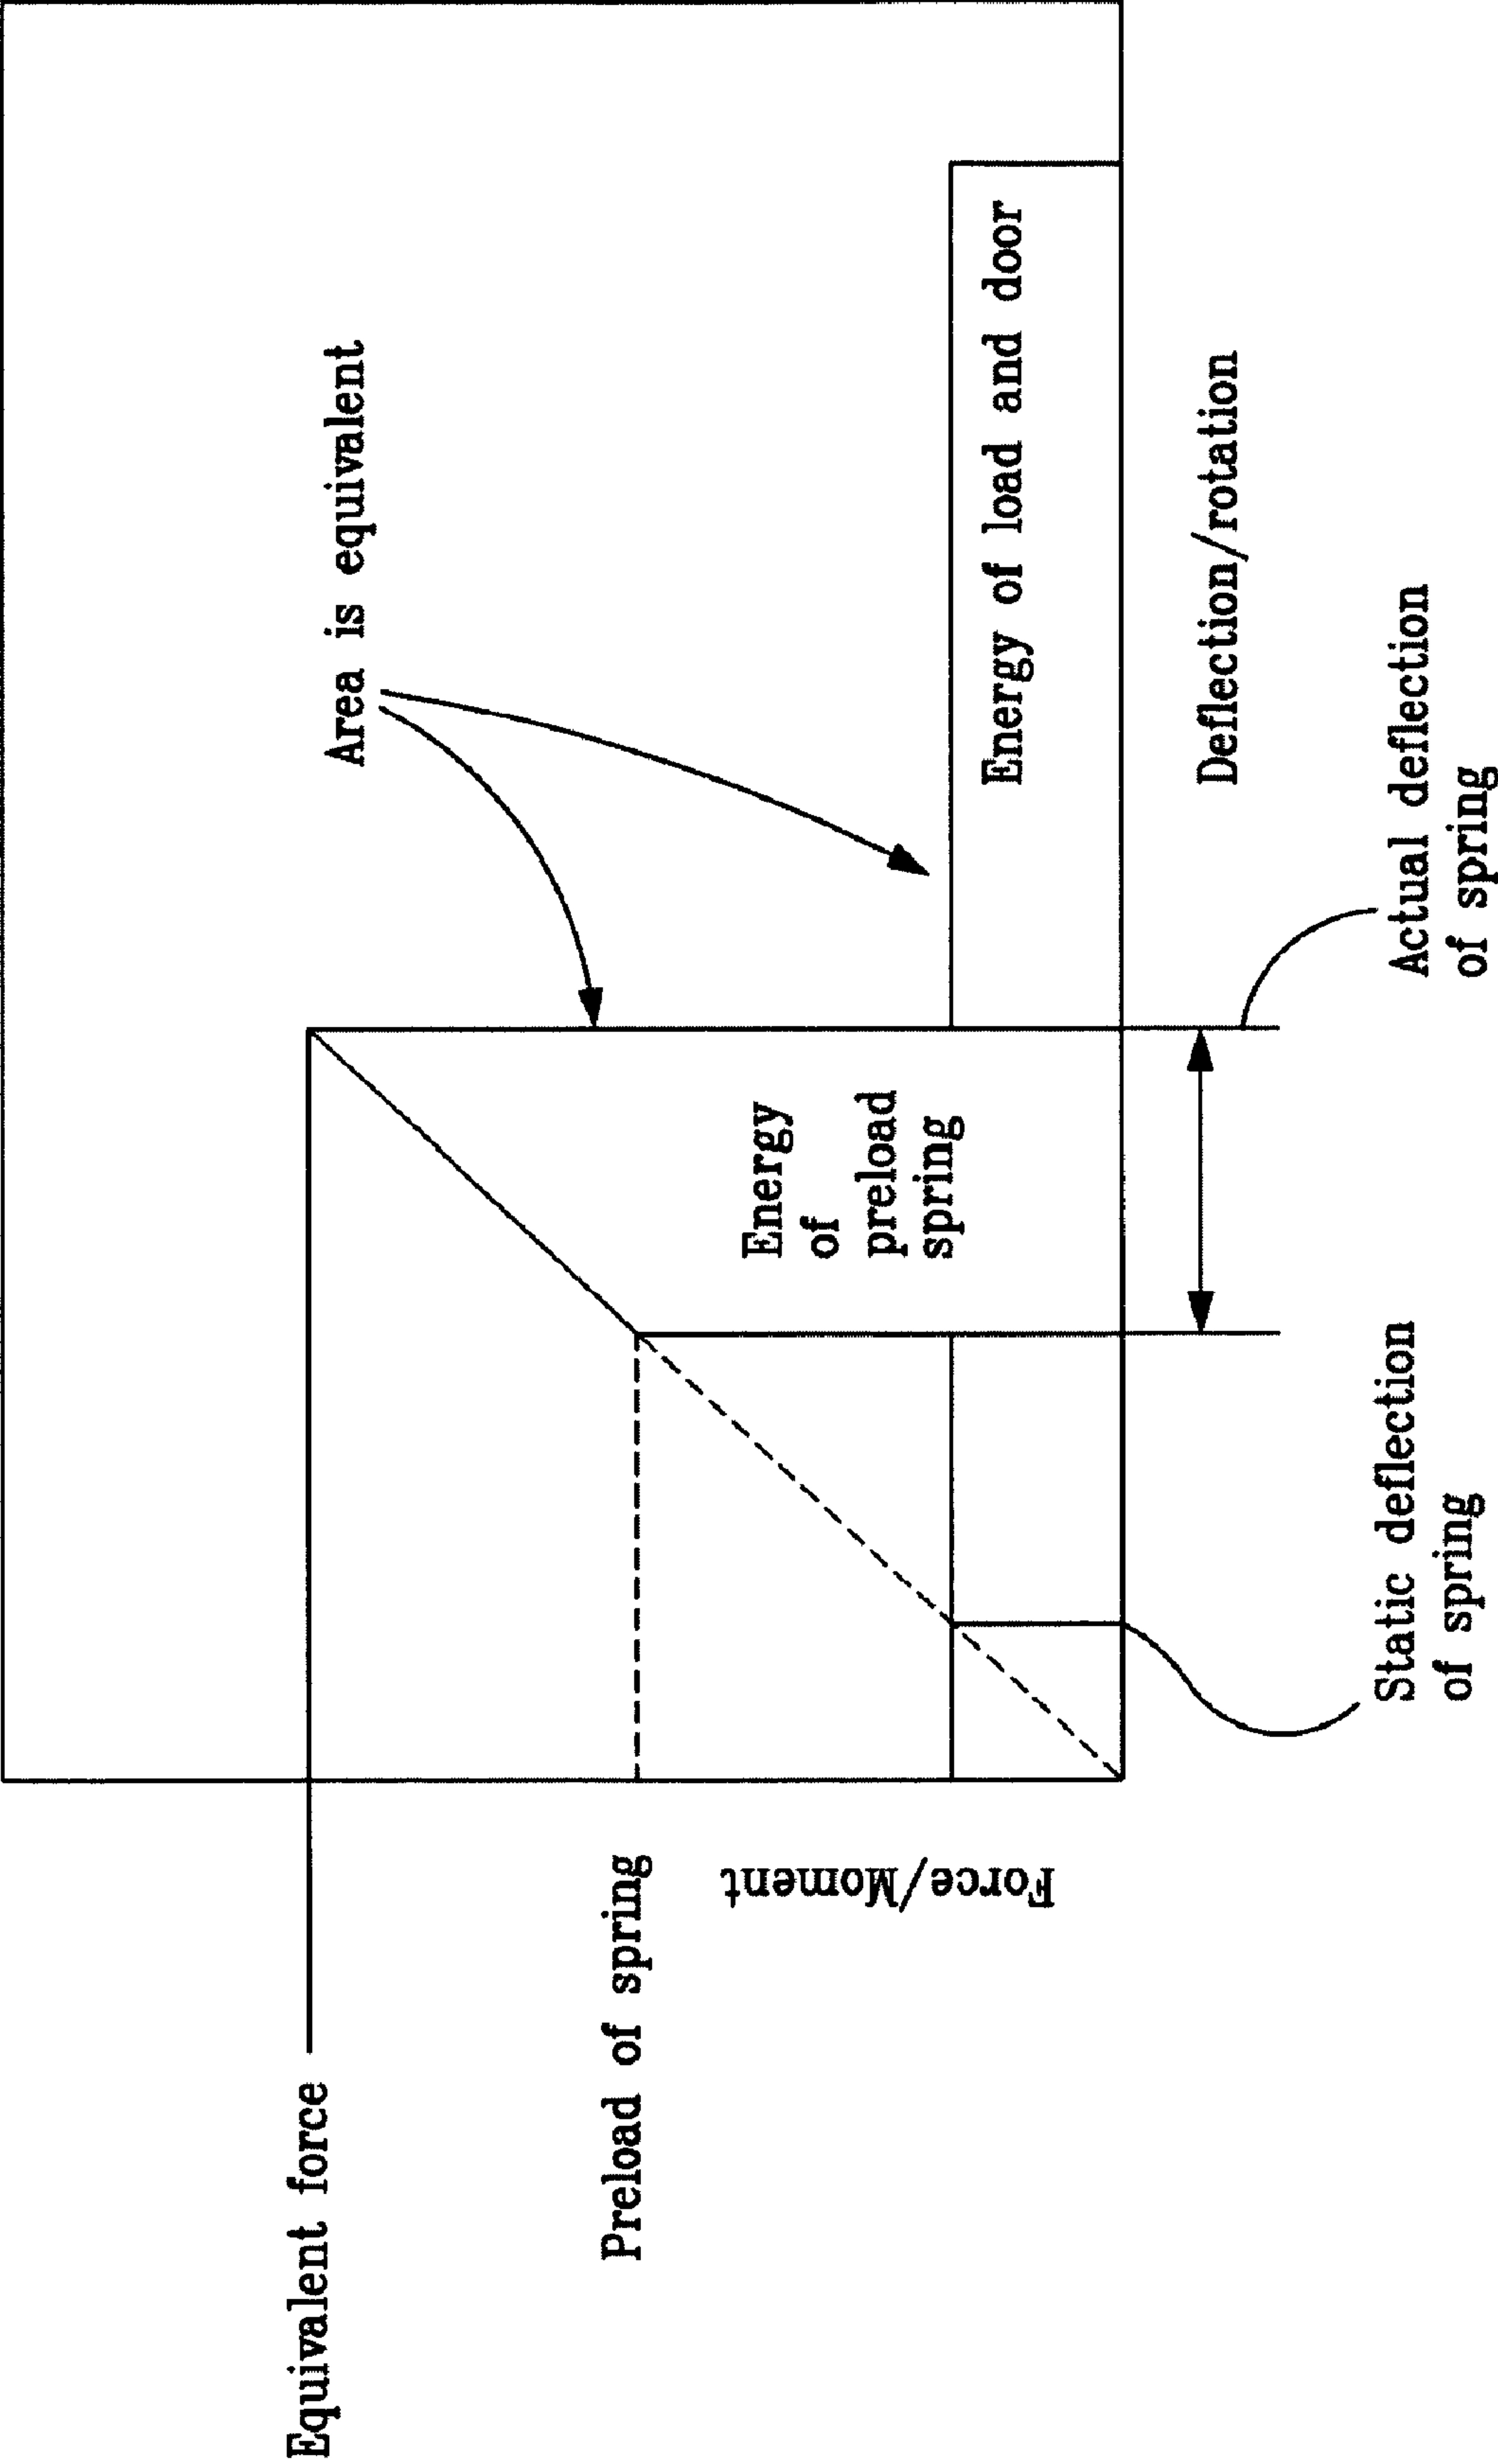 Equivalent force
Area is equivalent
Preload of spring
Force/Moment
Energy
of
preload
spring
Energy of load and door
Deflection/rotation
Static deflection
of spring
Actual deflection
of spring